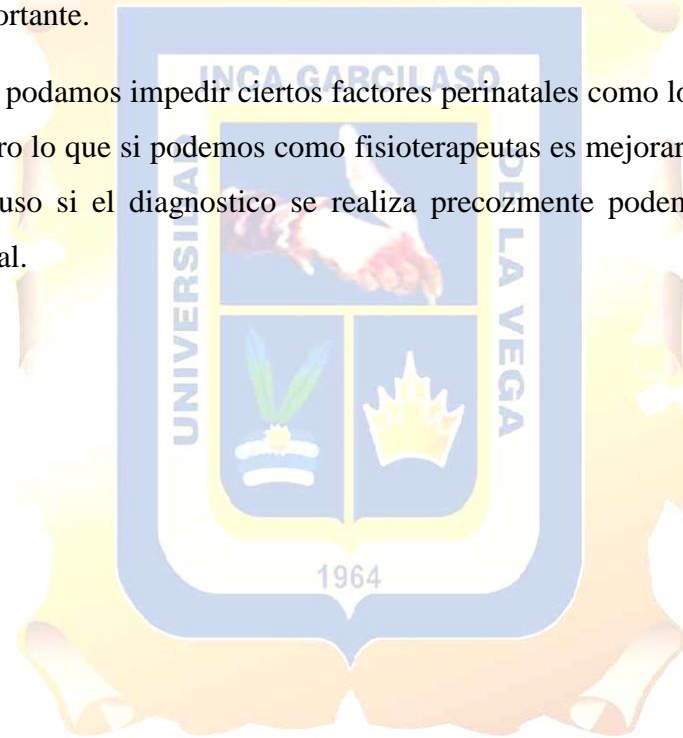 ortante.
INCA GARCILASO
podamos impedir ciertos factores perinatales como lo
ro lo que si podemos como fisioterapeutas es mejorar
uso si el diagnostico se realiza precozmente poden
al.
UNIVERSIDAD
DE LA VEGA
1964